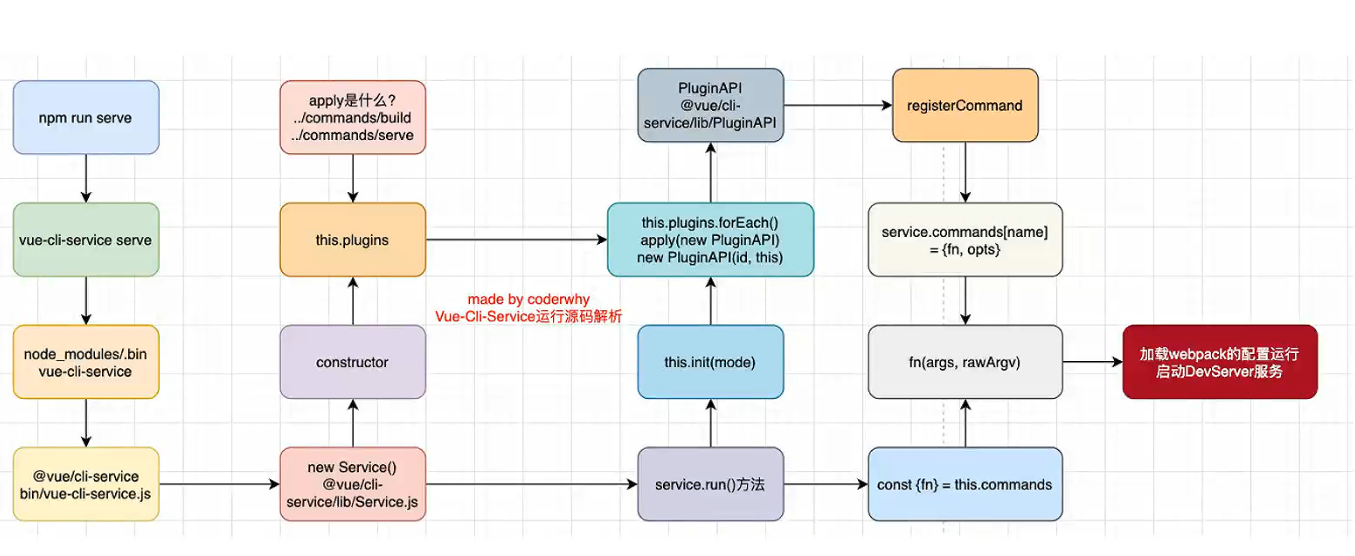 npm run serve
vue-cli-service serve
node_modules/.bin
vue-cli-service
@vue/cli-service
bin/vue-cli-service.js
apply是什么?
../commands/build
../commands/serve
this.plugins
constructor
new Service()
@vue/cli-
service/lib/Service.js
made by coderwhy
Vue-Cli-Service运行源码解析
PluginAPI
@vue/cli-
service/lib/PluginAPI
this.plugins.forEach()
apply(new PluginAPI)
new PluginAPI(id, this)
this.init(mode)
service.run()方法
registerCommand
service.commands[name]
= {fn, opts}
fn(args, rawArgv)
const {fn} = this.commands
加载webpack的配置运行
启动DevServer服务